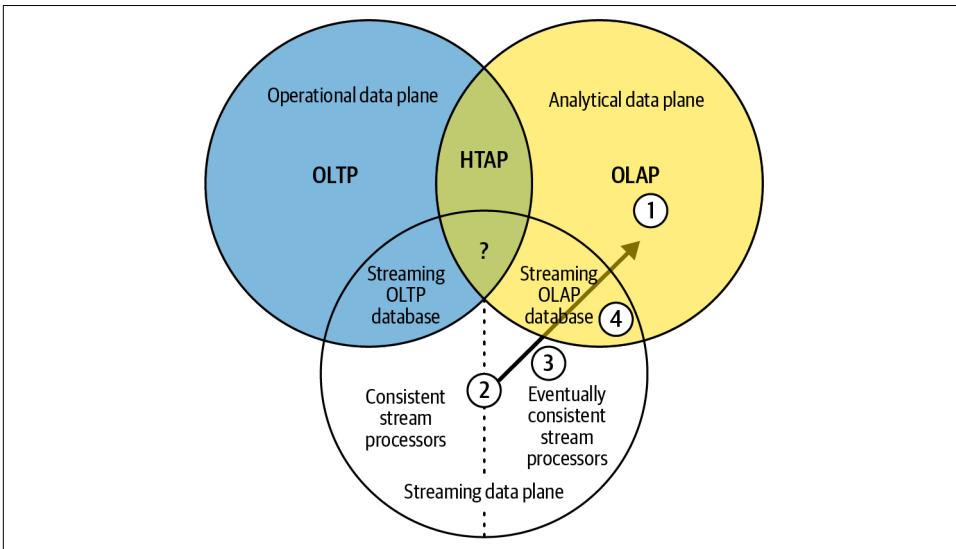 Operational data plane
Analytical data plane
HTAP
OLTP
OLAP
1
?
Streaming
OLTP
database
Streaming
OLAP
database
4
3
2
Consistent
stream
processors
Eventually
consistent
stream
processors
Streaming data plane